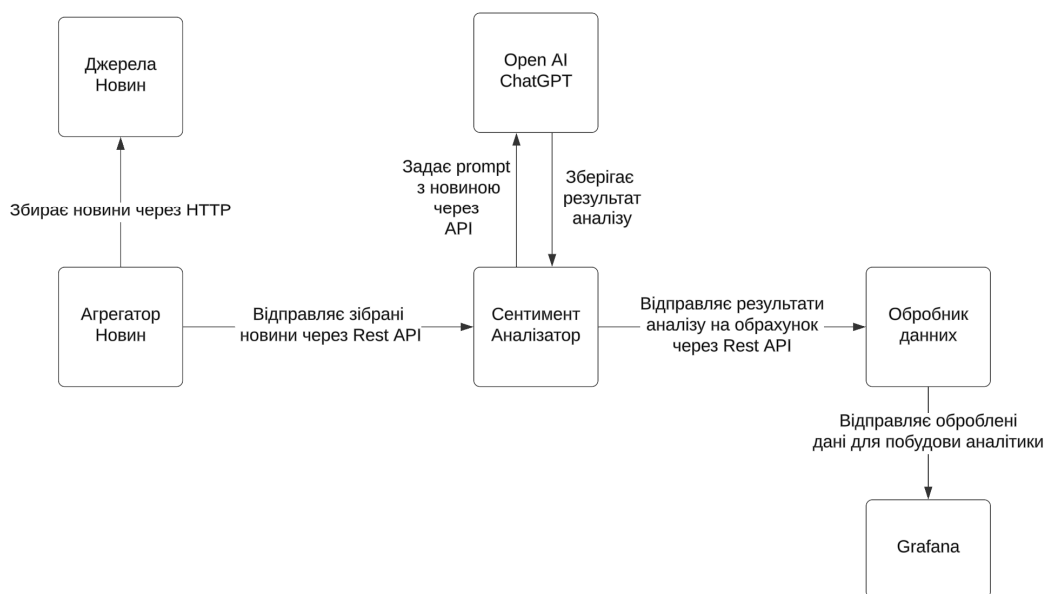 Джерела
Новин
Open AI
ChatGPT
Збирає новини через HTTP
Задає prompt
з новиною
через
API
Зберігає
результат
аналізу
Агрегатор
Новин
Відправляє зібрані
новини через Rest API
Сентимент
Аналізатор
Відправляє результати
аналізу на обрахунок
через Rest API
Обробник
данних
Відправляє оброблені
дані для побудови аналітики
Grafana